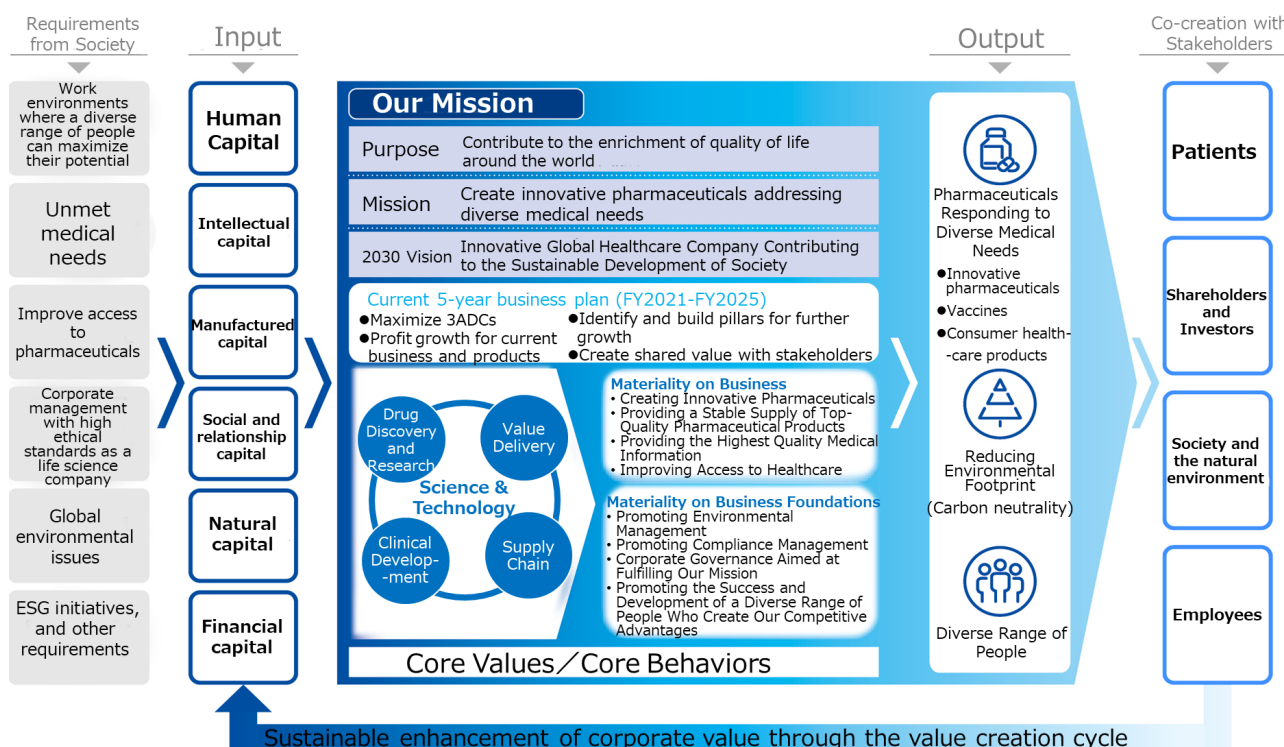 Requirements
from Society
Work
environments
where a diverse
range of people
can maximize
their potential
Unmet
medical
needs
Improve access
to
pharmaceuticals
Corporate
management
with high
ethical
standards as a
life science
company
Global
environmental
issues
ESG initiatives,
and other
requirements
Input
Human
Capital
Intellectual
capital
Manufactured
capital
Social and
relationship
capital
Natural
capital
Financial
capital
Our Mission
Purpose
Contribute to the enrichment of quality of life
around the world
Mission
Create innovative pharmaceuticals addressing
diverse medical needs
2030 Vision
Innovative Global Healthcare Company Contributing
to the Sustainable Development of Society
Current 5-year business plan (FY2021-FY2025)
●Maximize 3ADCs
●Profit growth for current
business and products
●Identify and build pillars for further
growth
●Create shared value with stakeholders
Drug
Discovery
and
Research
Value
Delivery
Science &
Technology
Clinical
Develop-
-ment
Supply
Chain
Materiality on Business
• Creating Innovative Pharmaceuticals
• Providing a Stable Supply of Top-
Quality Pharmaceutical Products
• Providing the Highest Quality Medical
Information
• Improving Access to Healthcare
Materiality on Business Foundations
• Promoting Environmental
Management
• Promoting Compliance Management
• Corporate Governance Aimed at
Fulfilling Our Mission
• Promoting the Success and
Development of a Diverse Range of
People Who Create Our Competitive
Advantages
Core Values／Core Behaviors
Output
Pharmaceuticals
Responding to
Diverse Medical
Needs
●Innovative
pharmaceuticals
●Vaccines
●Consumer health-
-care products
Reducing
Environmental
Footprint
(Carbon neutrality)
Diverse Range of
People
Co-creation with
Stakeholders
Patients
Shareholders
and
Investors
Society and
the natural
environment
Employees
Sustainable enhancement of corporate value through the value creation cycle